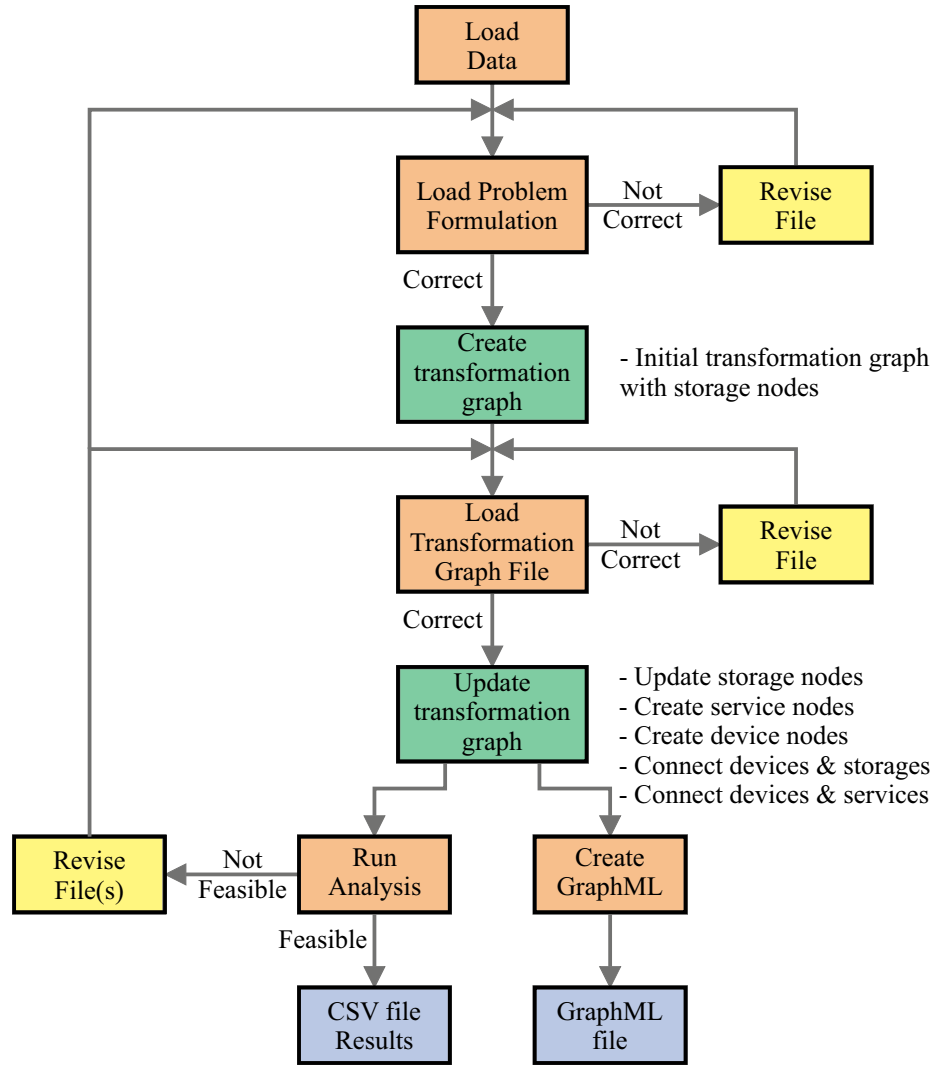 Load
Data
Load Problem
Formulation
Not
Correct
Revise
File
Correct
Create
transformation
graph
- Initial transformation graph
with storage nodes
Load
Transformation
Graph File
Not
Correct
Revise
File
Correct
Update
transformation
graph
- Update storage nodes
- Create service nodes
- Create device nodes
- Connect devices & storages
- Connect devices & services
Revise
File(s)
Not
Feasible
Run
Analysis
Create
GraphML
Feasible
CSV file
Results
GraphML
file